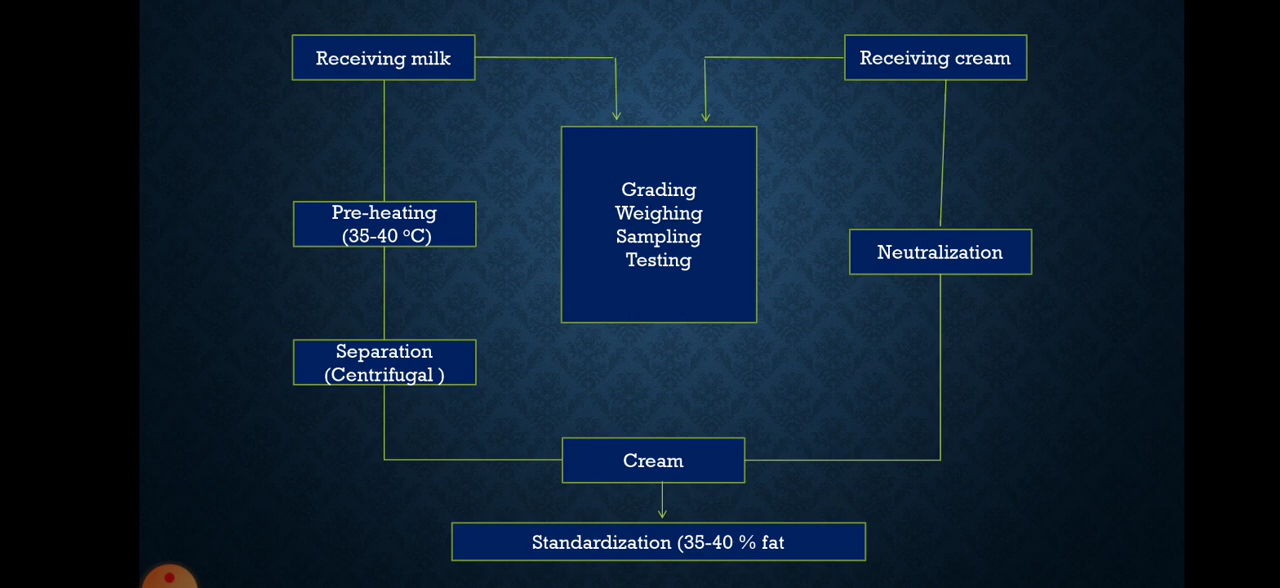 Receiving milk
Receiving cream
Grading
Weighing
Sampling
Testing
Pre-heating
(35-40 °C)
Neutralization
Separation
(Centrifugal )
Cream
Standardization (35-40 % fat